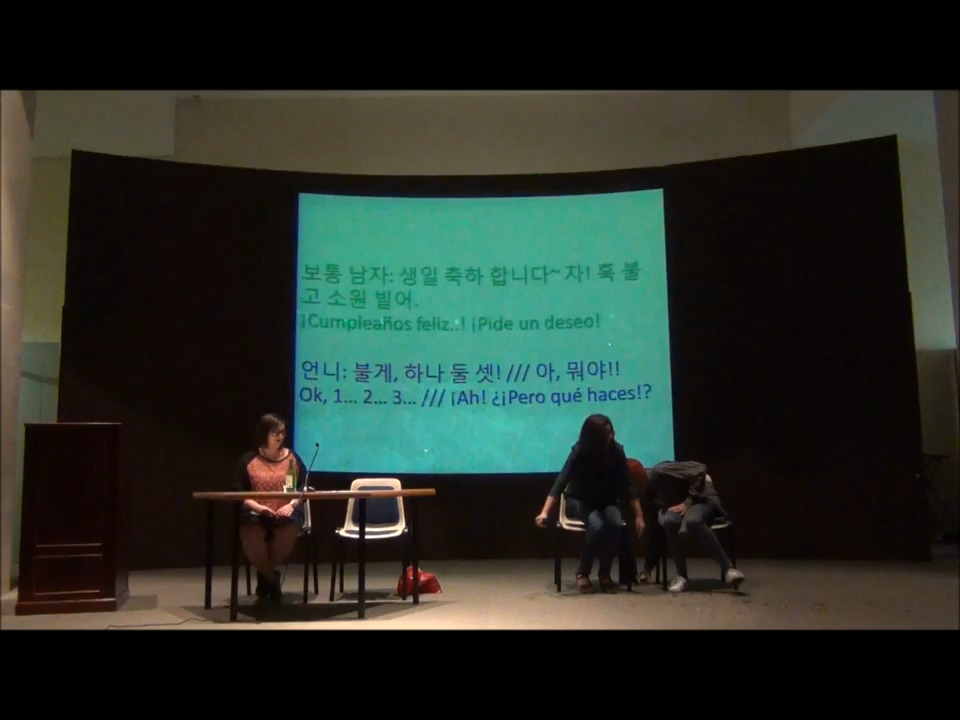 보통 남자: 생일 축하 합니다~ 자! 훅 불
고 소원 빌어.
¡Cumpleaños feliz..! ¡Pide un deseo!
언니: 불게, 하나 둘 셋! /// 아, 뭐야!!
Ok, 1... 2... 3... /// ¡Ah! ¿¡Pero qué haces!?